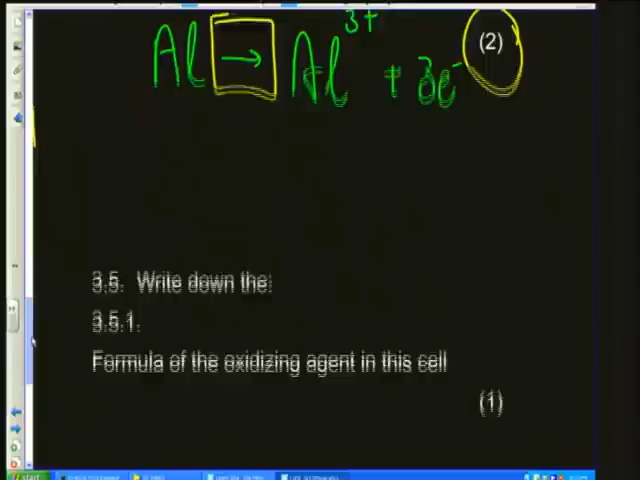 Al → Al³⁺ + 3e⁻ (2)
3.5. Write down the:
3.5.1.
Formula of the oxidizing agent in this cell
(1)
start